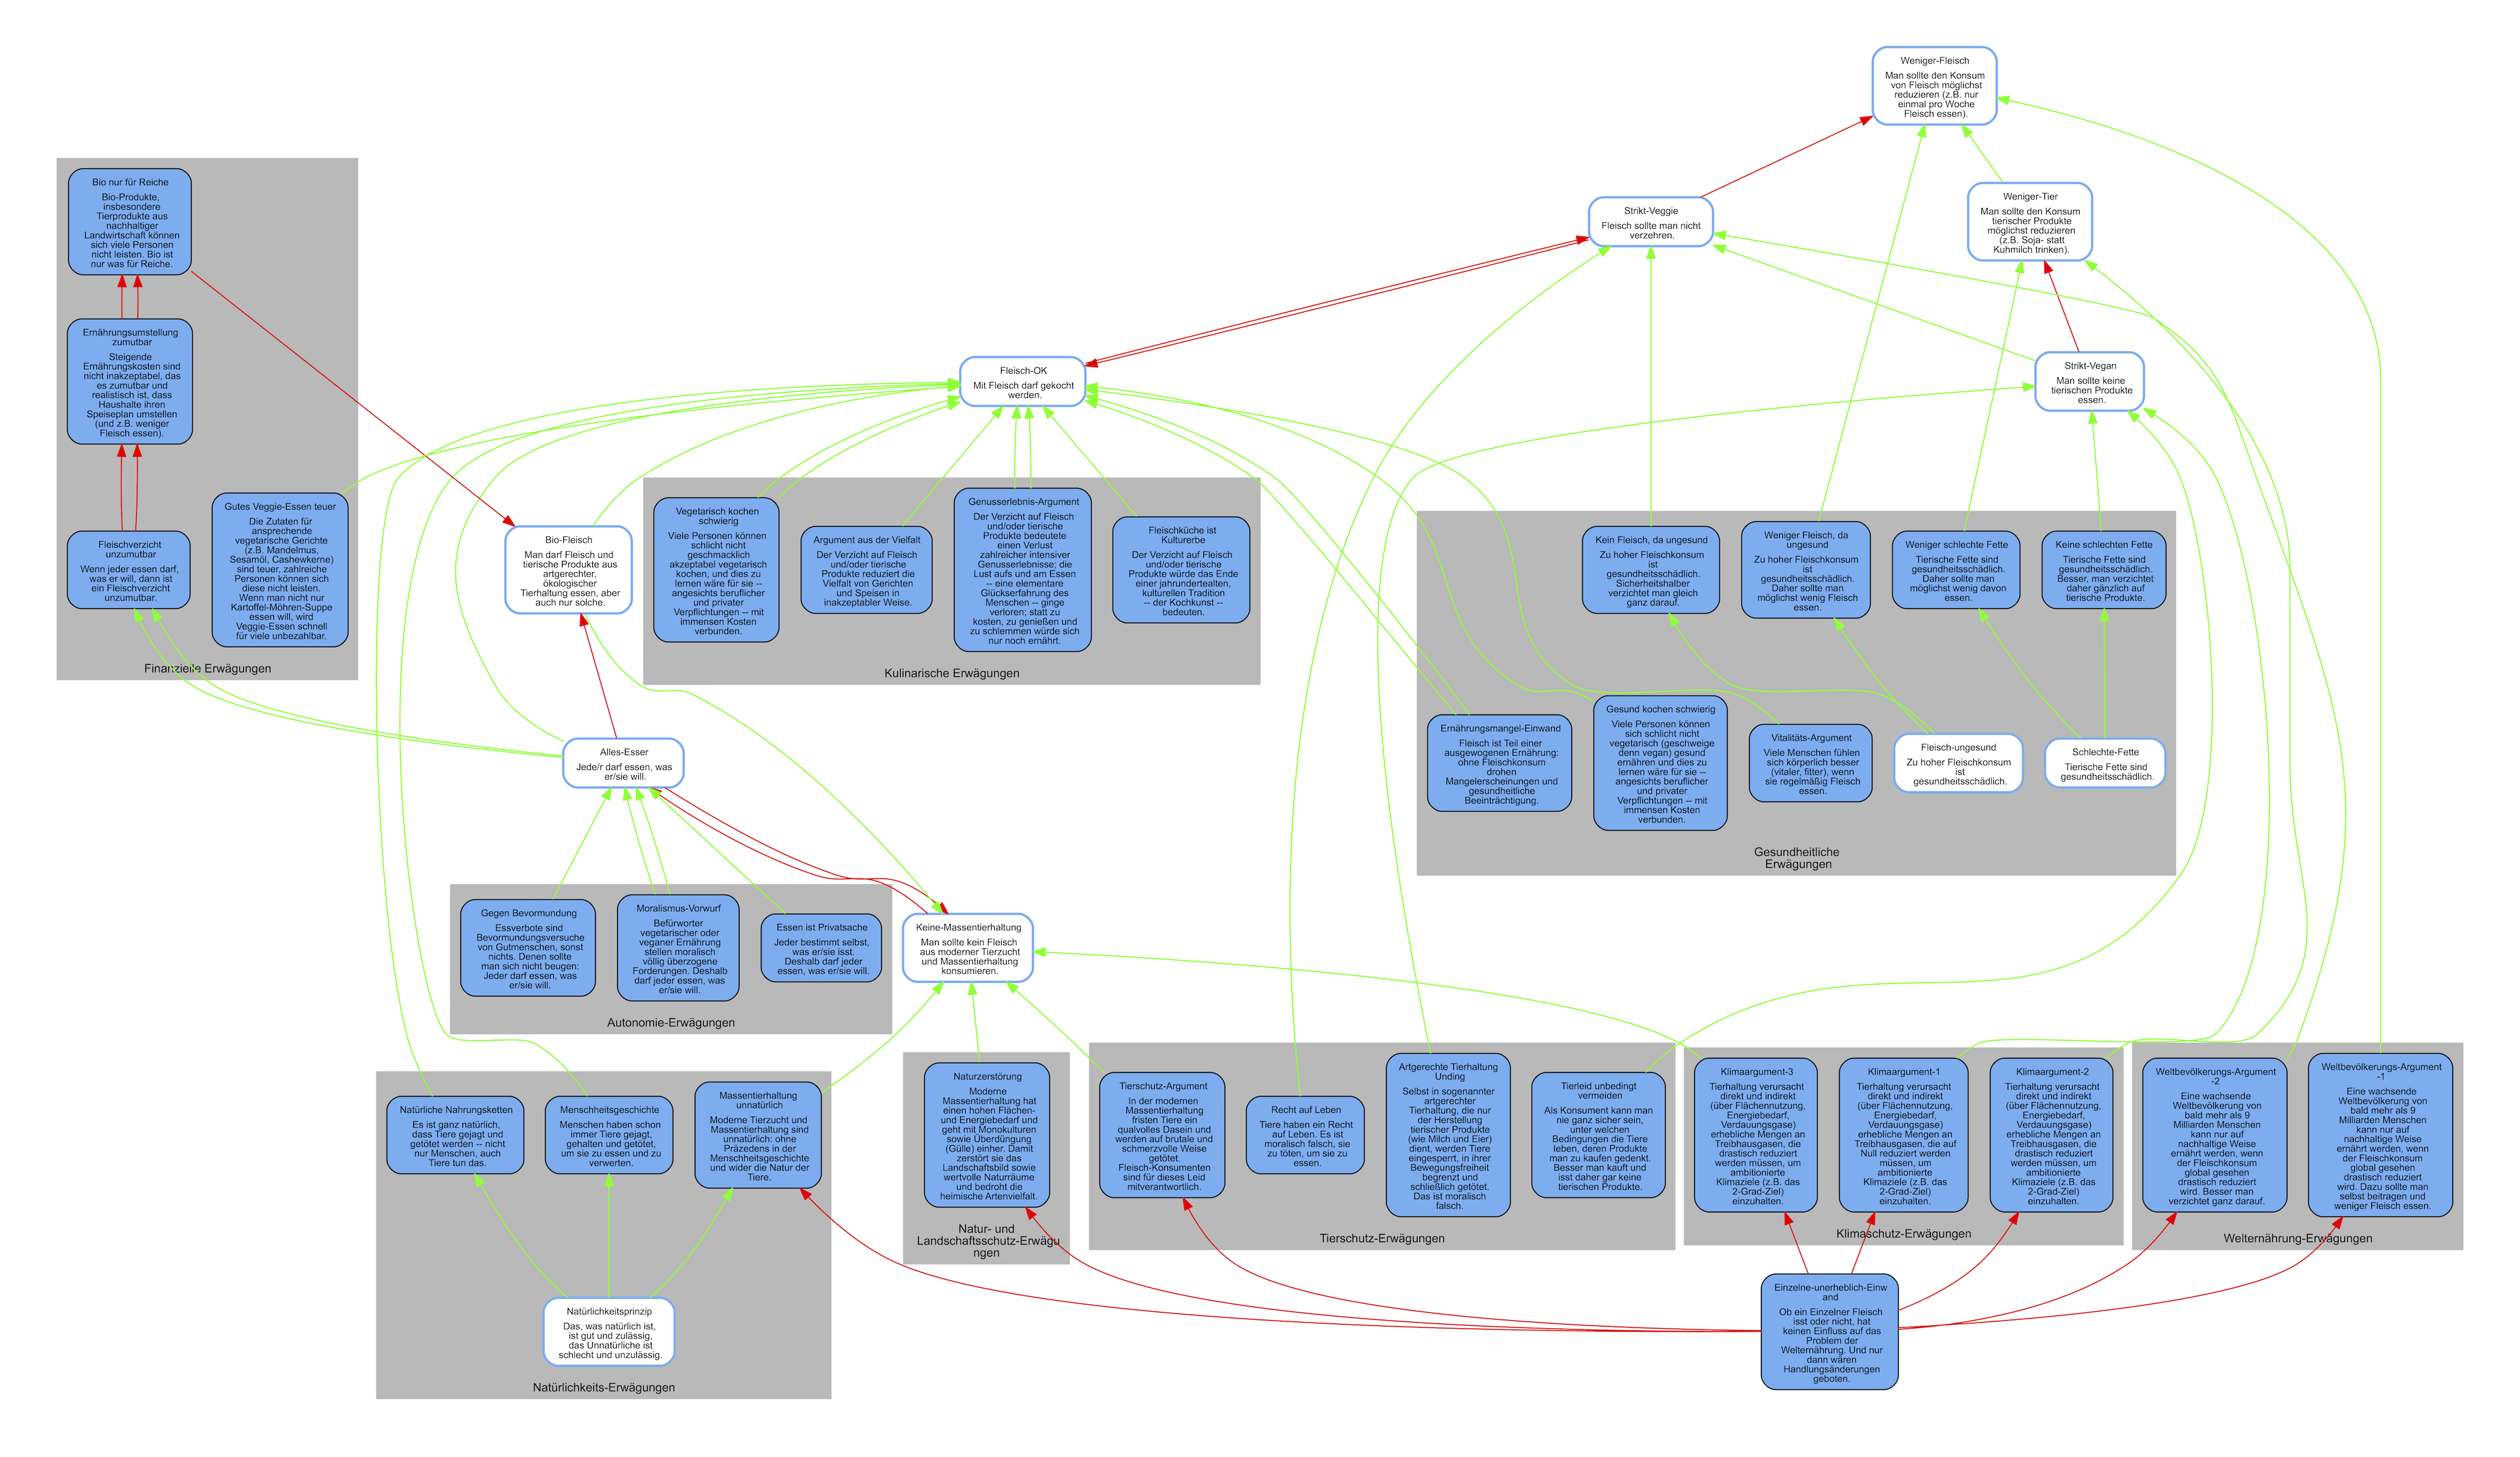 Weniger-Fleisch
Man sollte den Konsum
von Fleisch möglichst
reduzieren (z.B. nur
einmal pro Woche
Fleisch essen).
Bio nur für Reiche
Bio-Produkte,
insbesondere
Tierprodukte aus
nachhaltiger
Landwirtschaft können
sich viele Personen
nicht leisten. Bio ist
nur was für Reiche.
Strikt-Veggie
Fleisch sollte man nicht
verzehren.
Weniger-Tier
Man sollte den Konsum
tierischer Produkte
möglichst reduzieren
(z.B. Soja- statt
Kuhmilch trinken).
Ernährungsumstellung
zumutbar
Steigende
Ernährungskosten sind
nicht inakzeptabel, das
es zumutbar und
realistisch ist, dass
Haushalte ihren
Speiseplan umstellen
(und z.B. weniger
Fleisch essen).
Fleisch-OK
Mit Fleisch darf gekocht
werden.
Strikt-Vegan
Man sollte keine
tierischen Produkte
essen.
Fleischverzicht
unzumutbar
Wenn jeder essen darf,
was er will, dann ist
ein Fleischverzicht
unzumutbar.
Gutes Veggie-Essen teuer
Die Zutaten für
ansprechende
vegetarische Gerichte
(z.B. Mandelmus,
Sesamöl, Cashewkerne)
sind teuer, zahlreiche
Personen können sich
diese nicht leisten.
Wenn man nicht nur
Kartoffel-Möhren-Suppe
essen will, wird
Veggie-Essen schnell
für viele unbezahlbar.
Finanzielle Erwägungen
Bio-Fleisch
Man darf Fleisch und
tierische Produkte aus
artgerechter,
ökologischer
Tierhaltung essen, aber
auch nur solche.
Vegetarisch kochen
schwierig
Viele Personen können
schlicht nicht
geschmacklich
akzeptabel vegetarisch
kochen, und dies zu
lernen wäre für sie --
angesichts beruflicher
und privater
Verpflichtungen -- mit
immensen Kosten
verbunden.
Argument aus der Vielfalt
Der Verzicht auf Fleisch
und/oder tierische
Produkte reduziert die
Vielfalt von Gerichten
und Speisen in
inakzeptabler Weise.
Genusserlebnis-Argument
Der Verzicht auf Fleisch
und/oder tierische
Produkte bedeutete
einen Verlust
zahlreicher intensiver
Genusserlebnisse; die
Lust aufs und am Essen
-- eine elementare
Glückserfahrung des
Menschen -- ginge
verloren; statt zu
kosten, zu genießen und
zu schlemmen würde sich
nur noch ernährt.
Fleischküche ist
Kulturerbe
Der Verzicht auf Fleisch
und/oder tierische
Produkte würde das Ende
einer jahrundertealten,
kulturellen Tradition
-- der Kochkunst --
bedeuten.
Kulinarische Erwägungen
Kein Fleisch, da ungesund
Zu hoher Fleischkonsum
ist
gesundheitsschädlich.
Sicherheitshalber
verzichtet man gleich
ganz darauf.
Weniger Fleisch, da
ungesund
Zu hoher Fleischkonsum
ist
gesundheitsschädlich.
Daher sollte man
möglichst wenig Fleisch
essen.
Weniger schlechte Fette
Tierische Fette sind
gesundheitsschädlich.
Daher sollte man
möglichst wenig davon
essen.
Keine schlechten Fette
Tierische Fette sind
gesundheitsschädlich.
Besser, man verzichtet
daher gänzlich auf
tierische Produkte.
Ernährungsmangel-Einwand
Fleisch ist Teil einer
ausgewogenen Ernährung:
ohne Fleischkonsum
drohen
Mangelerscheinungen und
gesundheitliche
Beeinträchtigung.
Gesund kochen schwierig
Viele Personen können
sich schlicht nicht
vegetarisch (geschweige
denn vegan) gesund
ernähren und dies zu
lernen wäre für sie --
angesichts beruflicher
und privater
Verpflichtungen -- mit
immensen Kosten
verbunden.
Vitalitäts-Argument
Viele Menschen fühlen
sich körperlich besser
(vitaler, fitter), wenn
sie regelmäßig Fleisch
essen.
Fleisch-ungesund
Zu hoher Fleischkonsum
ist
gesundheitsschädlich.
Schlechte-Fette
Tierische Fette sind
gesundheitsschädlich.
Gesundheitliche
Erwägungen
Alles-Esser
Jede/r darf essen, was
er/sie will.
Gegen Bevormundung
Essverbote sind
Bevormundungsversuche
von Gutmenschen, sonst
nichts. Denen sollte
man sich nicht beugen:
Jeder darf essen, was
er/sie will.
Moralismus-Vorwurf
Befürworter
vegetarischer oder
veganer Ernährung
stellen moralisch
völlig überzogene
Forderungen. Deshalb
darf jeder essen, was
er/sie will.
Essen ist Privatsache
Jeder bestimmt selbst,
was er/sie isst.
Deshalb darf jeder
essen, was er/sie will.
Autonomie-Erwägungen
Keine-Massentierhaltung
Man sollte kein Fleisch
aus moderner Tierzucht
und Massentierhaltung
konsumieren.
Natürliche Nahrungsketten
Es ist ganz natürlich,
dass Tiere gejagt und
getötet werden -- nicht
nur Menschen, auch
Tiere tun das.
Menschheitsgeschichte
Menschen haben schon
immer Tiere gejagt,
gehalten und getötet,
um sie zu essen und zu
verwerten.
Massentierhaltung
unnatürlich
Moderne Tierzucht und
Massentierhaltung sind
unnatürlich: ohne
Präzedens in der
Menschheitsgeschichte
und wider die Natur der
Tiere.
Natürlichkeitsprinzip
Das, was natürlich ist,
ist gut und zulässig,
das Unnatürliche ist
schlecht und unzulässig.
Natürlichkeits-Erwägungen
Naturzerstörung
Moderne
Massentierhaltung hat
einen hohen Flächen-
und Energiebedarf und
geht mit Monokulturen
sowie Überdüngung
(Gülle) einher. Damit
zerstört sie das
Landschaftsbild sowie
wertvolle Naturräume
und bedroht die
heimische Artenvielfalt.
Natur- und
Landschaftsschutz-Erwägu
ngen
Tierschutz-Argument
In der modernen
Massentierhaltung
fristen Tiere ein
qualvolles Dasein und
werden auf brutale und
schmerzvolle Weise
getötet.
Fleisch-Konsumenten
sind für dieses Leid
mitverantwortlich.
Recht auf Leben
Tiere haben ein Recht
auf Leben. Es ist
moralisch falsch, sie
zu töten, um sie zu
essen.
Artgerechte Tierhaltung
Unding
Selbst in sogenannter
artgerechter
Tierhaltung, die nur
der Herstellung
tierischer Produkte
(wie Milch und Eier)
dient, werden Tiere
eingesperrt, in ihrer
Bewegungsfreiheit
begrenzt und
schließlich getötet.
Das ist moralisch
falsch.
Tierleid unbedingt
vermeiden
Als Konsument kann man
nie ganz sicher sein,
unter welchen
Bedingungen die Tiere
leben, deren Produkte
man zu kaufen gedenkt.
Besser man kauft und
isst daher gar keine
tierischen Produkte.
Tierschutz-Erwägungen
Klimaargument-3
Tierhaltung verursacht
direkt und indirekt
(über Flächennutzung,
Energiebedarf,
Verdauungsgase)
erhebliche Mengen an
Treibhausgasen, die
drastisch reduziert
werden müssen, um
ambitionierte
Klimaziele (z.B. das
2-Grad-Ziel)
einzuhalten.
Klimaargument-1
Tierhaltung verursacht
direkt und indirekt
(über Flächennutzung,
Energiebedarf,
Verdauungsgase)
erhebliche Mengen an
Treibhausgasen, die auf
Null reduziert werden
müssen, um
ambitionierte
Klimaziele (z.B. das
2-Grad-Ziel)
einzuhalten.
Klimaargument-2
Tierhaltung verursacht
direkt und indirekt
(über Flächennutzung,
Energiebedarf,
Verdauungsgase)
erhebliche Mengen an
Treibhausgasen, die
drastisch reduziert
werden müssen, um
ambitionierte
Klimaziele (z.B. das
2-Grad-Ziel)
einzuhalten.
Klimaschutz-Erwägungen
Weltbevölkerungs-Argument
-2
Eine wachsende
Weltbevölkerung von
bald mehr als 9
Milliarden Menschen
kann nur auf
nachhaltige Weise
ernährt werden, wenn
der Fleischkonsum
global gesehen
drastisch reduziert
wird. Besser man
verzichtet ganz darauf.
Weltbevölkerungs-Argument
-1
Eine wachsende
Weltbevölkerung von
bald mehr als 9
Milliarden Menschen
kann nur auf
nachhaltige Weise
ernährt werden, wenn
der Fleischkonsum
global gesehen
drastisch reduziert
wird. Dazu sollte man
selbst beitragen und
weniger Fleisch essen.
Welternährung-Erwägungen
Einzelne-unerheblich-Einw
and
Ob ein Einzelner Fleisch
isst oder nicht, hat
keinen Einfluss auf das
Problem der
Welternährung. Und nur
dann wären
Handlungsänderungen
geboten.